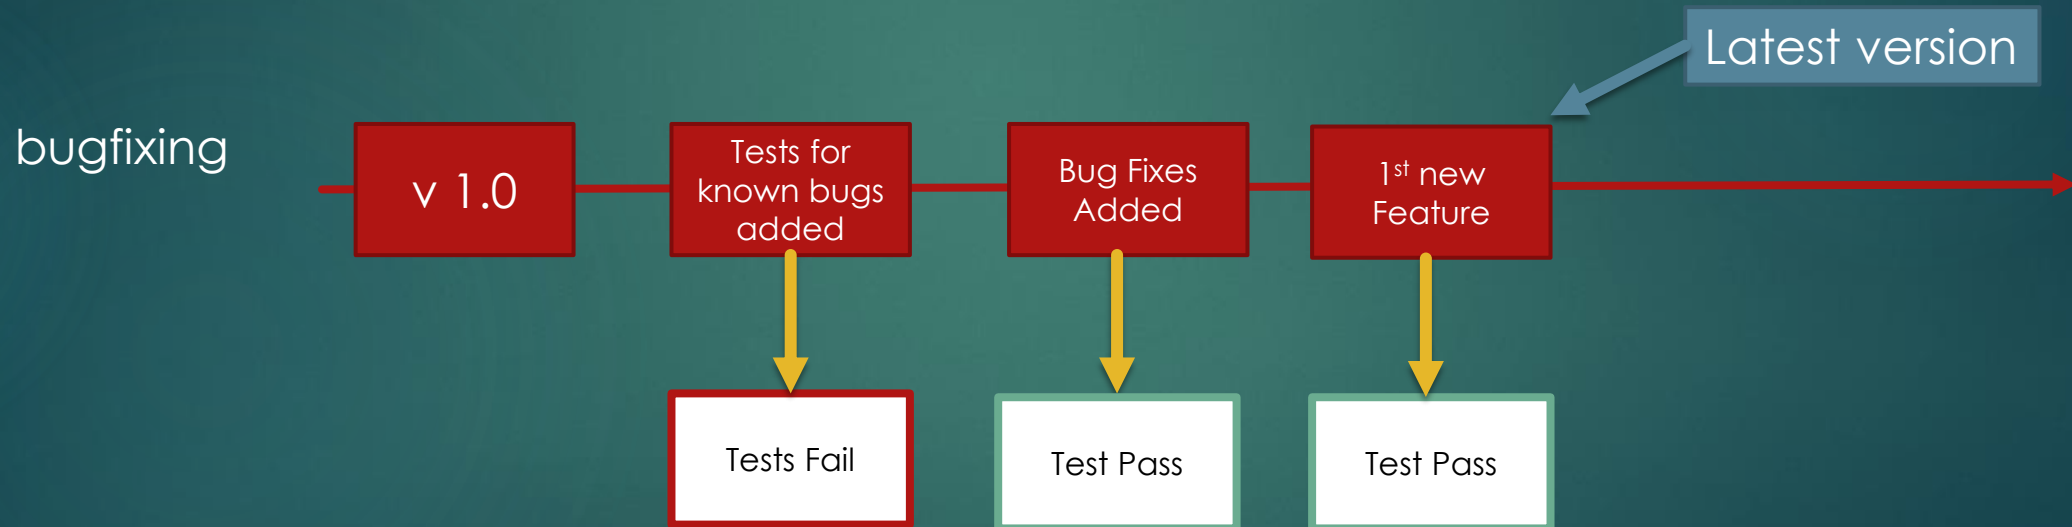 Latest version
bugfixing
v 1.0
Tests for
known bugs
added
Bug Fixes
Added
1st new
Feature
Tests Fail
Test Pass
Test Pass